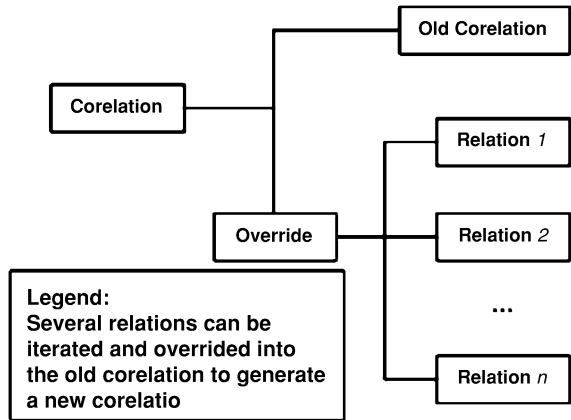 Old Corelation
Corelation
Relation 1
Override
Relation 2
...
Relation n
Legend:
Several relations can be
iterated and overrided into
the old corelation to generate
a new corelatio